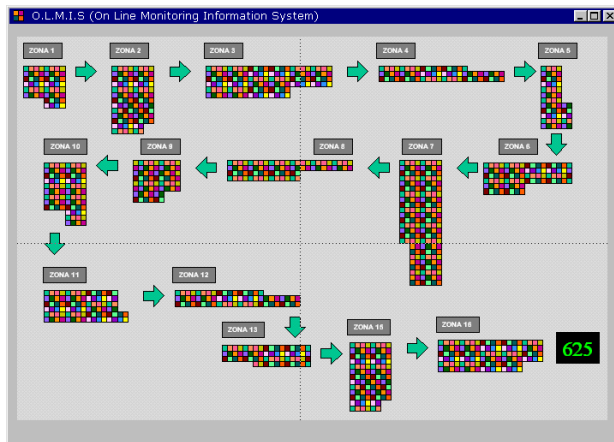 O.L.M.I.S (On Line Monitoring Information System)
ZONA 1
ZONA 2
ZONA 3
ZONA 4
ZONA 5
ZONA 10
ZONA 9
ZONA 8
ZONA 7
ZONA 6
ZONA 11
ZONA 12
ZONA 13
ZONA 15
ZONA 16
625